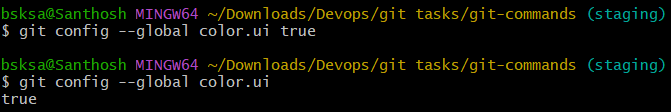 bsksa@Santhosh MINGW64 ~/Downloads/Devops/git tasks/git-commands (staging)
$ git config --global color.ui true
bsksa@Santhosh MINGW64 ~/Downloads/Devops/git tasks/git-commands (staging)
$ git config --global color.ui
true